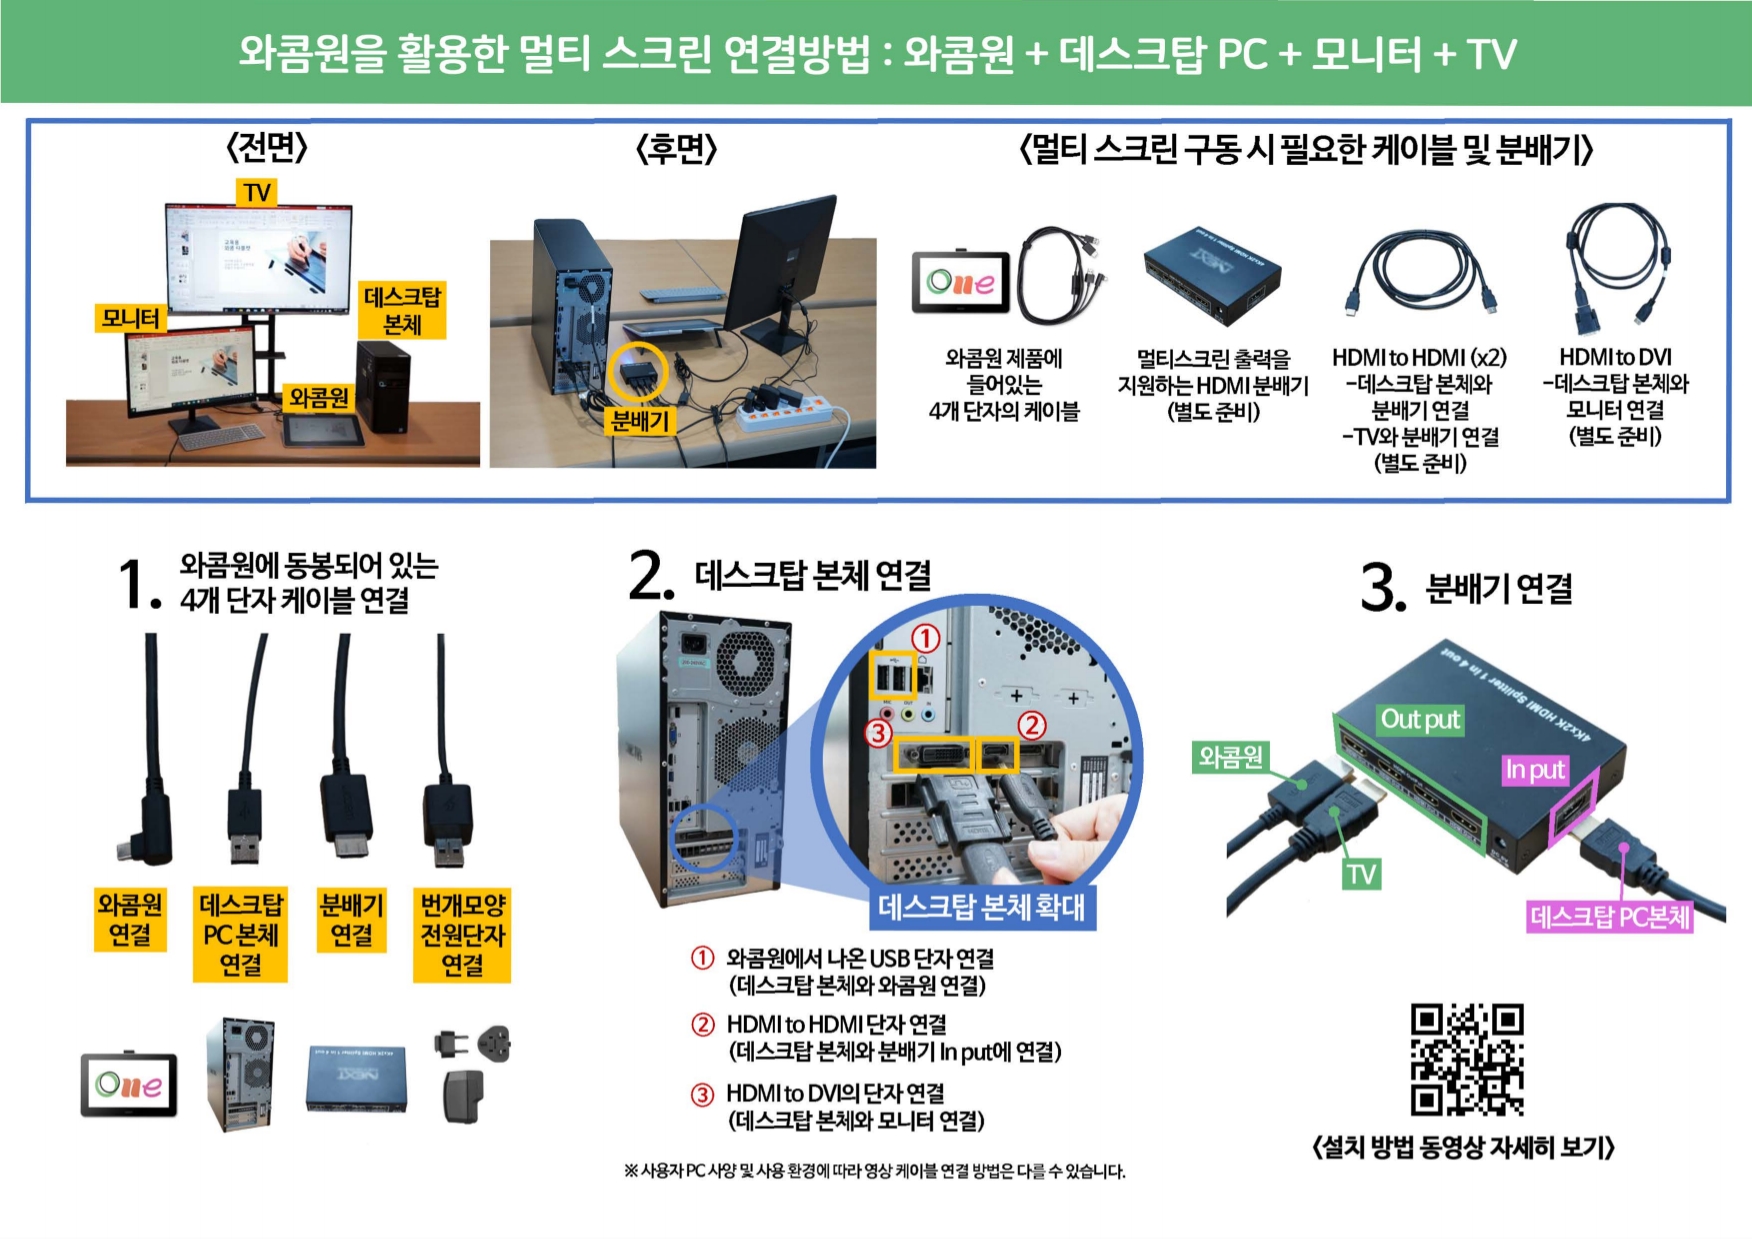 와콤원을 활용한 멀티 스크린 연결방법 : 와콤원 + 데스크탑 PC + 모니터 + TV
<전면>
TV
데스크탑
본체
모니터
와콤원
<후면>
분배기
<멀티 스크린 구동 시 필요한 케이블 및 분배기>
One
NEXT
4Kx2K HDMI Splitter 1 in 4 out
와콤원 제품에
들어있는
4개 단자의 케이블
멀티스크린 출력을
지원하는 HDMI 분배기
(별도 준비)
HDMI to HDMI (x2)
-데스크탑 본체와
분배기 연결
-TV와 분배기 연결
(별도 준비)
HDMI to DVI
-데스크탑 본체와
모니터 연결
(별도 준비)
1. 와콤원에 동봉되어 있는
4개 단자 케이블 연결
와콤원
연결
데스크탑
PC 본체
연결
분배기
연결
번개모양
전원단자
연결
One
NEXT
4Kx2K HDMI Splitter 1 in 4 out
2. 데스크탑 본체 연결
①
②
③
데스크탑 본체 확대
① 와콤원에서 나온 USB 단자 연결
(데스크탑 본체와 와콤원 연결)
② HDMI to HDMI 단자 연결
(데스크탑 본체와 분배기 In put에 연결)
③ HDMI to DVI의 단자 연결
(데스크탑 본체와 모니터 연결)
※ 사용자 PC 사양 및 사용 환경에 따라 영상 케이블 연결 방법은 다를 수 있습니다.
3. 분배기 연결
4Kx2K HDMI Splitter 1 in 4 out
Out put
In put
와콤원
TV
데스크탑 PC본체
<설치 방법 동영상 자세히 보기>